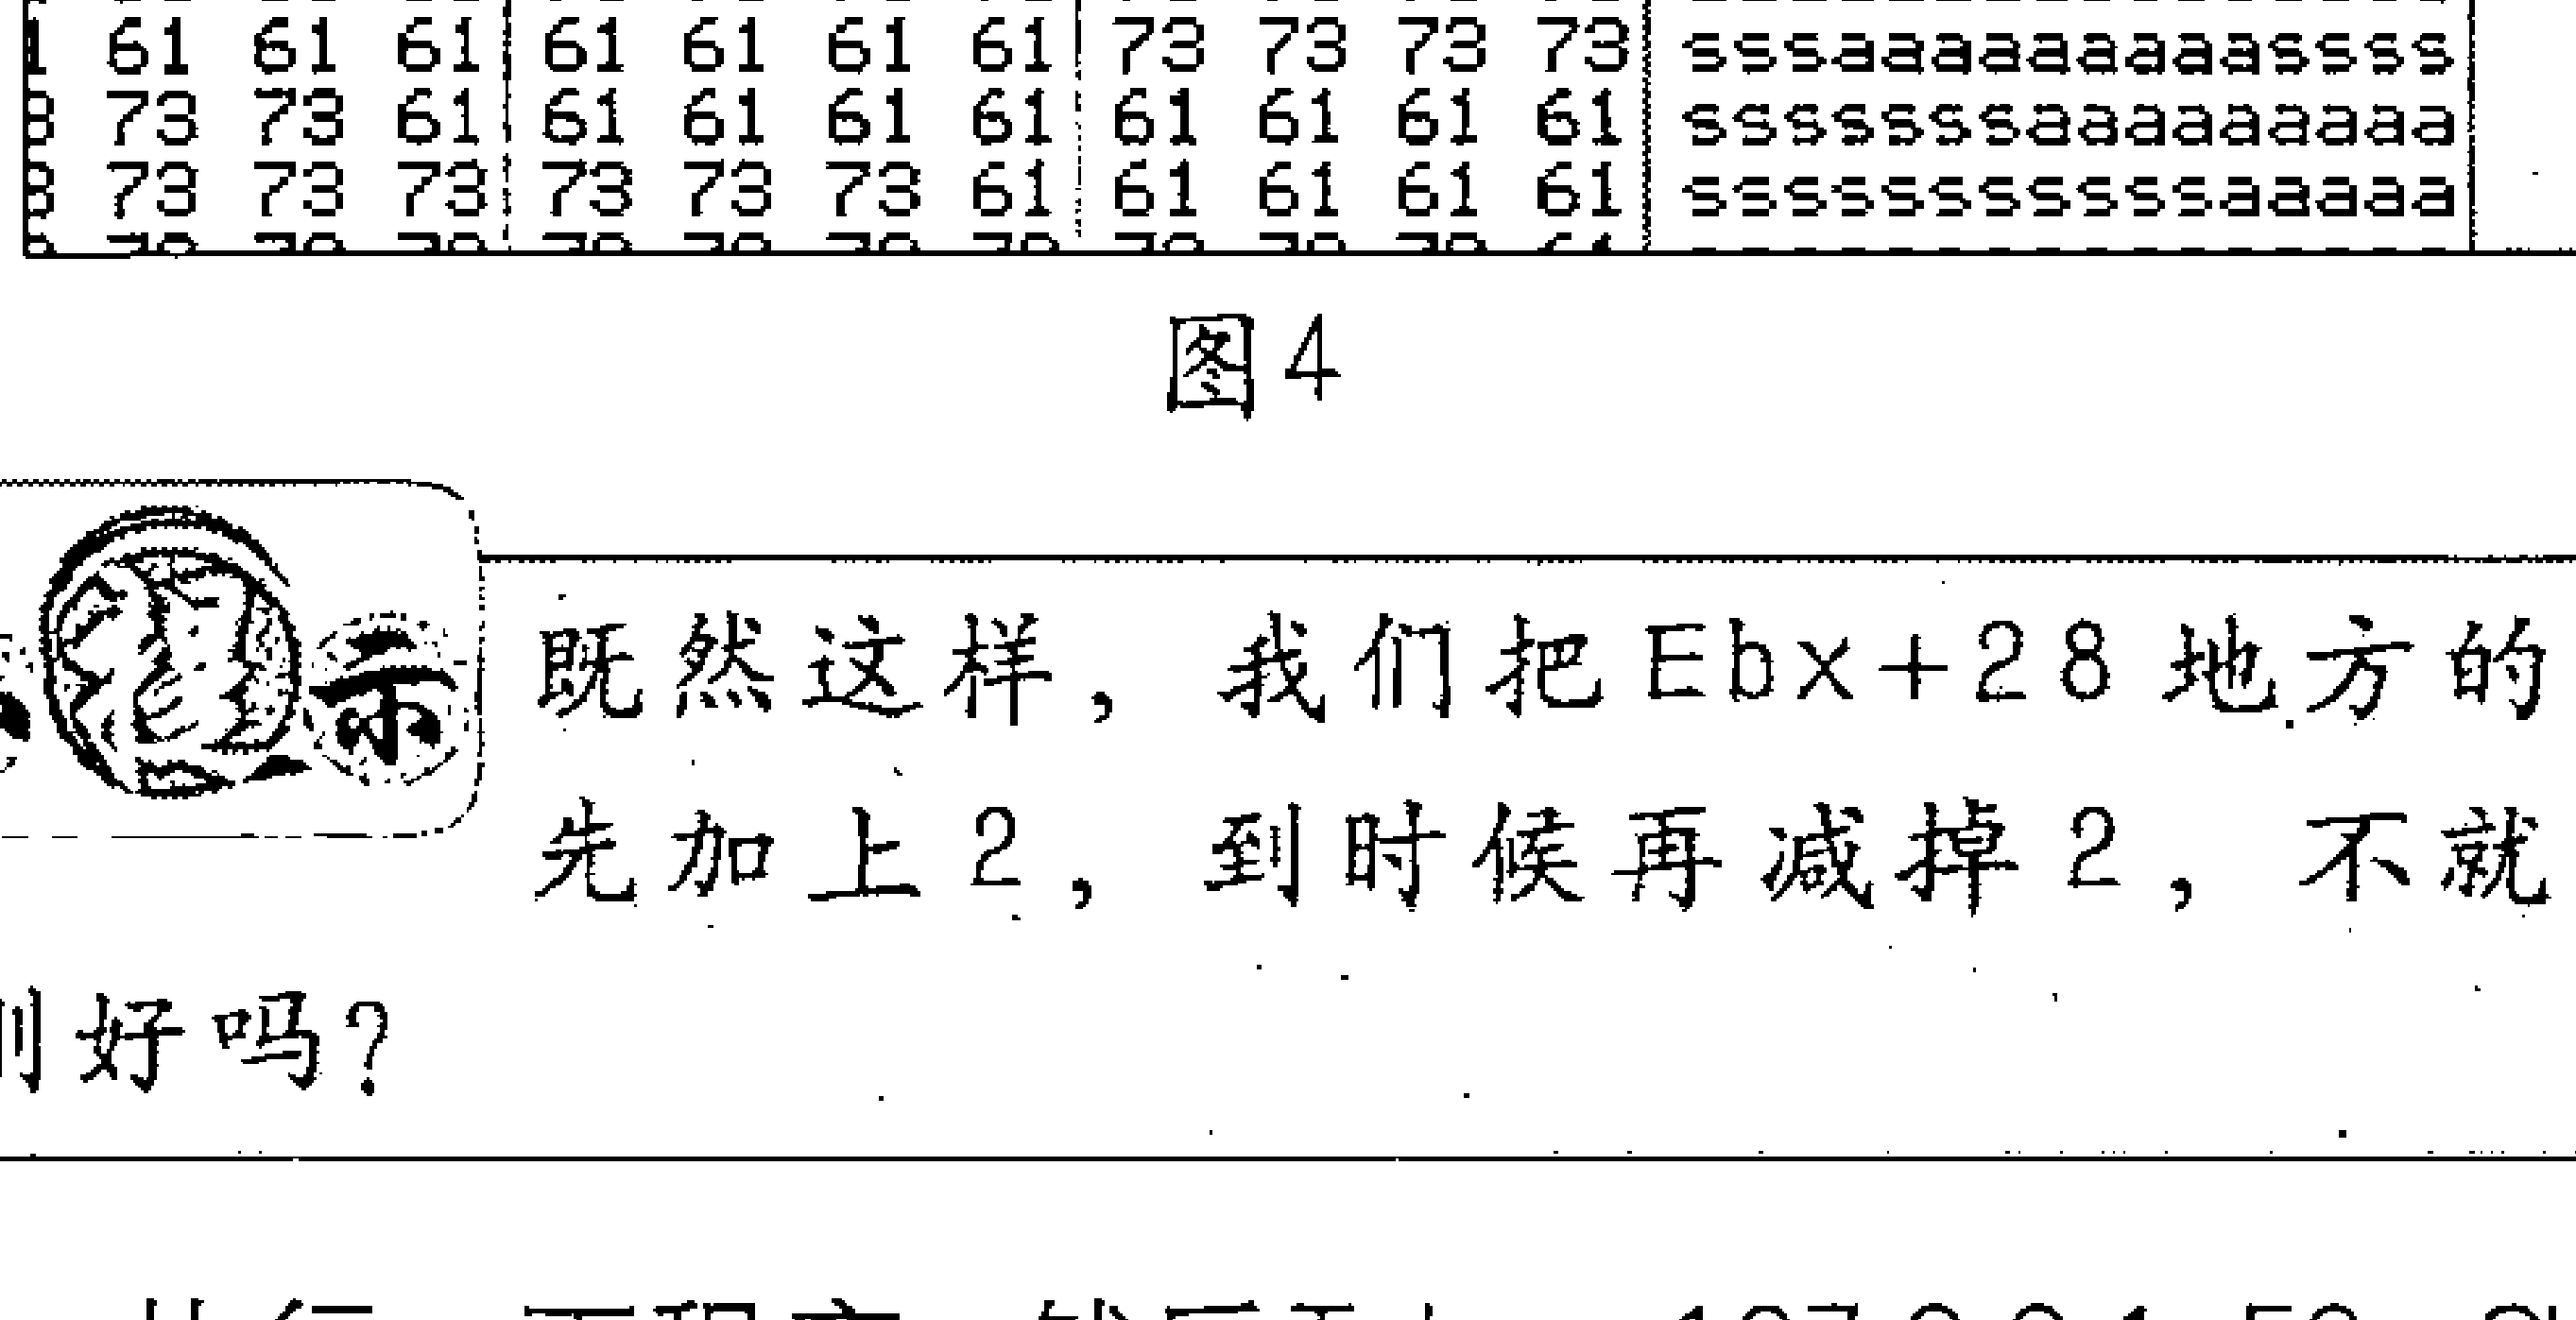 61 61 61 61 61 61 61 73 73 73 73 sssaaaaaaaaassss
73 73 61 61 61 61 61 61 61 61 61 sssssssaaaaaaaaa
73 73 73 73 73 73 61 61 61 61 61 sssssssssssaaaaa
图4
示
既然这样，我们把Ebx+28地方的
先加上2，到时候再减掉2，不就
好吗?